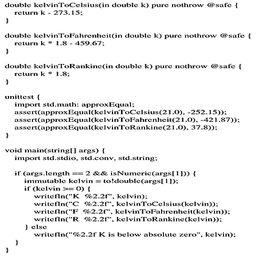 double kelvinToCelsius(in double k) pure nothrow @safe {
    return k - 273.15;
}
double kelvinToFahrenheit(in double k) pure nothrow @safe {
    return k * 1.8 - 459.67;
}
double kelvinToRankine(in double k) pure nothrow @safe {
    return k * 1.8;
}
unittest {
    import std.math: approxEqual;
    assert(approxEqual(kelvinToCelsius(21.0), -252.15));
    assert(approxEqual(kelvinToFahrenheit(21.0), -421.87));
    assert(approxEqual(kelvinToRankine(21.0), 37.8));
}
void main(string[] args) {
    import std.stdio, std.conv, std.string;
    if (args.length == 2 && isNumeric(args[1])) {
        immutable kelvin = to!double(args[1]);
        if (kelvin >= 0) {
            writefln("K  %2.2f", kelvin);
            writefln("C  %2.2f", kelvinToCelsius(kelvin));
            writefln("F  %2.2f", kelvinToFahrenheit(kelvin));
            writefln("R  %2.2f", kelvinToRankine(kelvin));
        } else
            writefln("%2.2f K is below absolute zero", kelvin);
    }
}